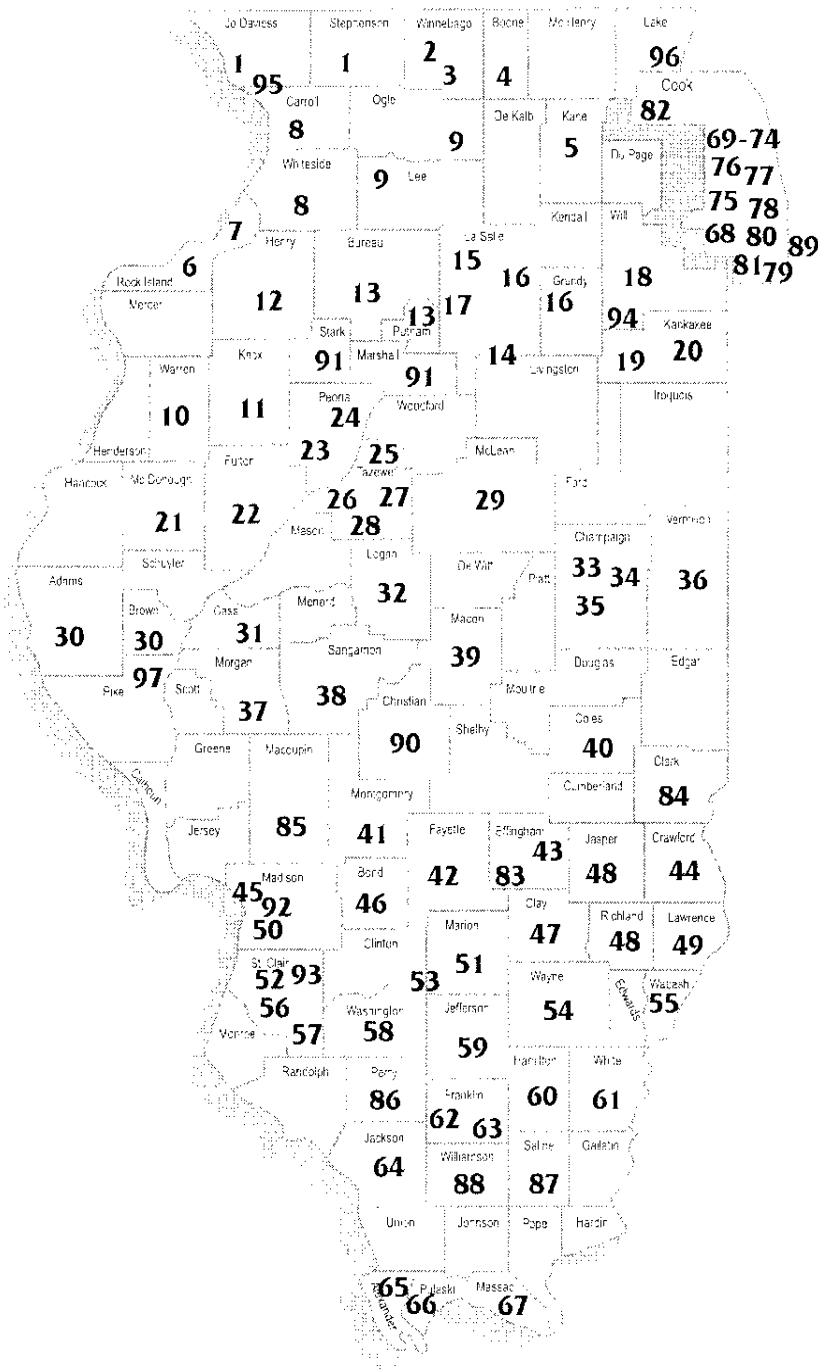 Jo Daviess Stephenson Winnebago Boone McHenry Lake
1 95 1 2 3 4 96
Cook
82
Carroll Ogle De Kalb Kane
8 9 5
69-74
Du Page
76 77
Whiteside Lee
8 9
75 78
Kendall Will
68 80 89
81 79
7
Henry Bureau La Salle
15 16 18
6
Rock Island
Mercer
12 13 13 17
Grundy
16
94
Kankakee
20
Stark Putnam
91
Marshall
91
14
Livingston
19
Knox
Warren
10 11
Peoria
24
Woodford
Iroquois
Henderson
23 25
McLean
Hancock McDonough Fulton
Tazewell
Ford
21 22 26 27 28 29
Mason
Vermilion
Champaign
33 34 35 36
Schuyler
Logan
32
De Witt
Piatt
Adams
30
Brown
30
Cass
31
Menard
Macon
39
Sangamon
38
97
Pike
Scott
Morgan
37
Douglas Edgar
Moultrie
Christian
90
Shelby
Coles
40
Greene Macoupin
Clark
84
Calhoun
Cumberland
Montgomery
41
Jersey
85
Fayette
42
Effingham
43 83
Jasper
48
Crawford
44
Madison
45 92 50
Bond
46
Clay
47
Richland
48
Lawrence
49
Marion
51
Clinton
53
St. Clair
52 93 56 57
Wayne
54
Edwards
Wabash
55
Washington
58
Jefferson
59
Monroe
Randolph
Perry
86
Hamilton
60
White
61
Franklin
62 63
Jackson
64
Williamson
88
Saline
87
Gallatin
Union Johnson Pope Hardin
65
Pulaski
66
Massac
67
Alexander